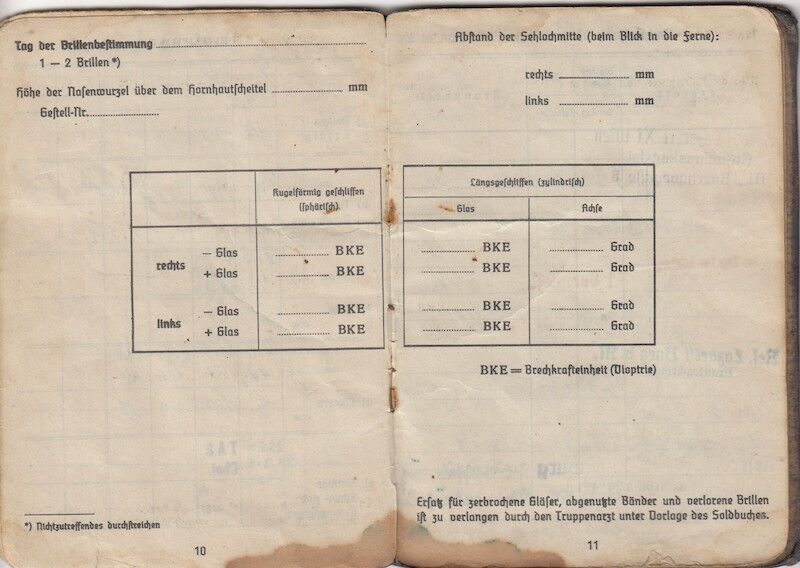 Tag der Brillenbestimmung
1 — 2 Brillen *)
Höhe der Nasenwurzel über dem Hornhautscheitel ............... mm
Gestell-Nr...............
Kugelförmig geschliffen
(sphärisch)
rechts
— Glas ............... BKE
+ Glas ............... BKE
links
— Glas ............... BKE
+ Glas ............... BKE
*) Nichtzutreffendes durchstreichen
10
Abstand der Sehlochmitte (beim Blick in die Ferne):
rechts ............... mm
links ............... mm
Längsgeschliffen (zylindrisch)
Glas Achse
............... BKE ............... Grad
............... BKE ............... Grad
............... BKE ............... Grad
............... BKE ............... Grad
BKE = Brechkrafteinheit (Dioptrie)
Ersatz für zerbrochene Gläser, abgenutzte Bänder und verlorene Brillen
ist zu verlangen durch den Truppenarzt unter Vorlage des Soldbuches.
11